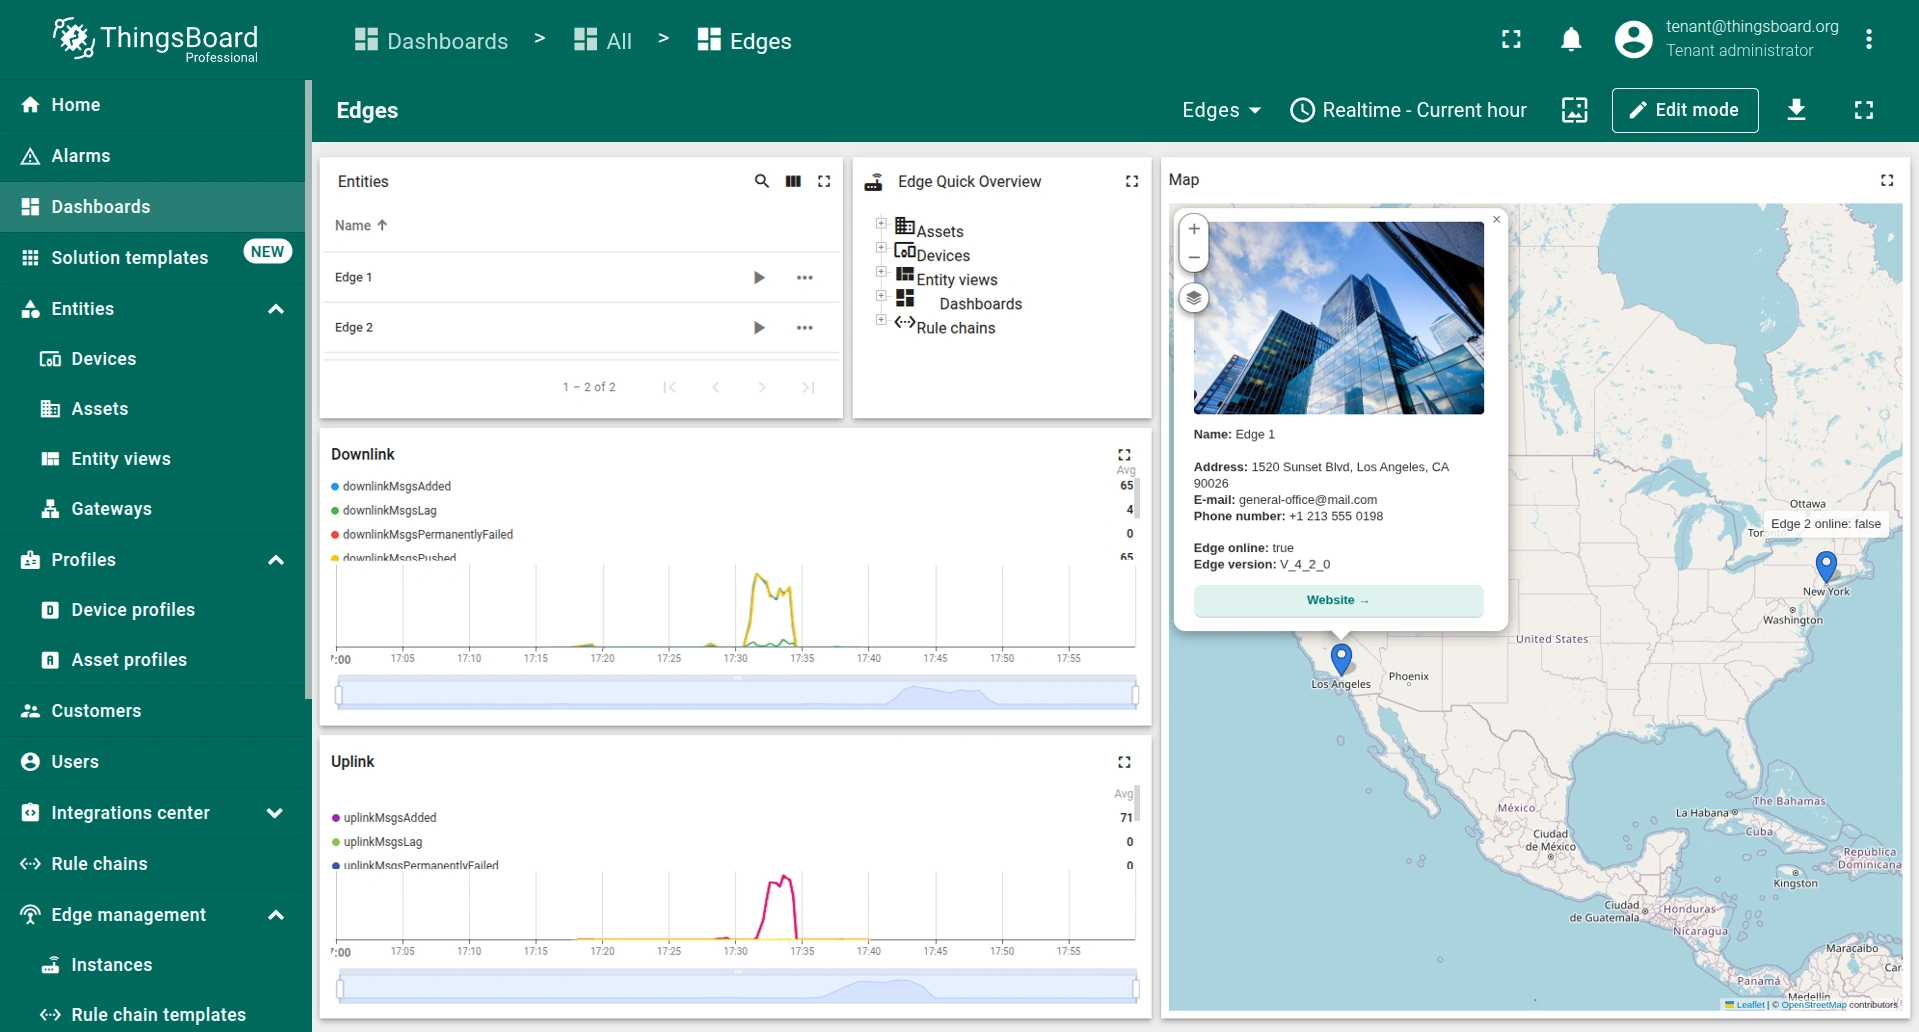 ThingsBoard
Professional
Dashboards > All > Edges
tenant@thingsboard.org
Tenant administrator
Home
Alarms
Dashboards
Solution templates NEW
Entities
Devices
Assets
Entity views
Gateways
Profiles
Device profiles
Asset profiles
Customers
Users
Integrations center
Rule chains
Edge management
Instances
Rule chain templates
Edges
Edges
Realtime - Current hour
Edit mode
Entities
Name
Edge 1
Edge 2
1 – 2 of 2
Edge Quick Overview
Assets
Devices
Entity views
Dashboards
Rule chains
Downlink
Avg
downlinkMsgsAdded 65
downlinkMsgsLag 4
downlinkMsgsPermanentlyFailed 0
downlinkMsgsPushed 65
7:00 17:05 17:10 17:15 17:20 17:25 17:30 17:35 17:40 17:45 17:50 17:55
Uplink
Avg
uplinkMsgsAdded 71
uplinkMsgsLag 0
uplinkMsgsPermanentlyFailed 0
7:00 17:05 17:10 17:15 17:20 17:25 17:30 17:35 17:40 17:45 17:50 17:55
Map
+
−
×
Name: Edge 1
Address: 1520 Sunset Blvd, Los Angeles, CA
90026
E-mail: general-office@mail.com
Phone number: +1 213 555 0198
Edge online: true
Edge version: V_4_2_0
Website →
Ottawa
Edge 2 online: false
Toronto
New York
Washington
United States
Los Angeles
Phoenix
México
La Habana
The Bahamas
Cuba
Ciudad
de México
República
Dominicana
Kingston
Ciudad
de Guatemala
Honduras
Nicaragua
Maracaibo
Car
Panamá
Medellín
Leaflet | © OpenStreetMap contributors